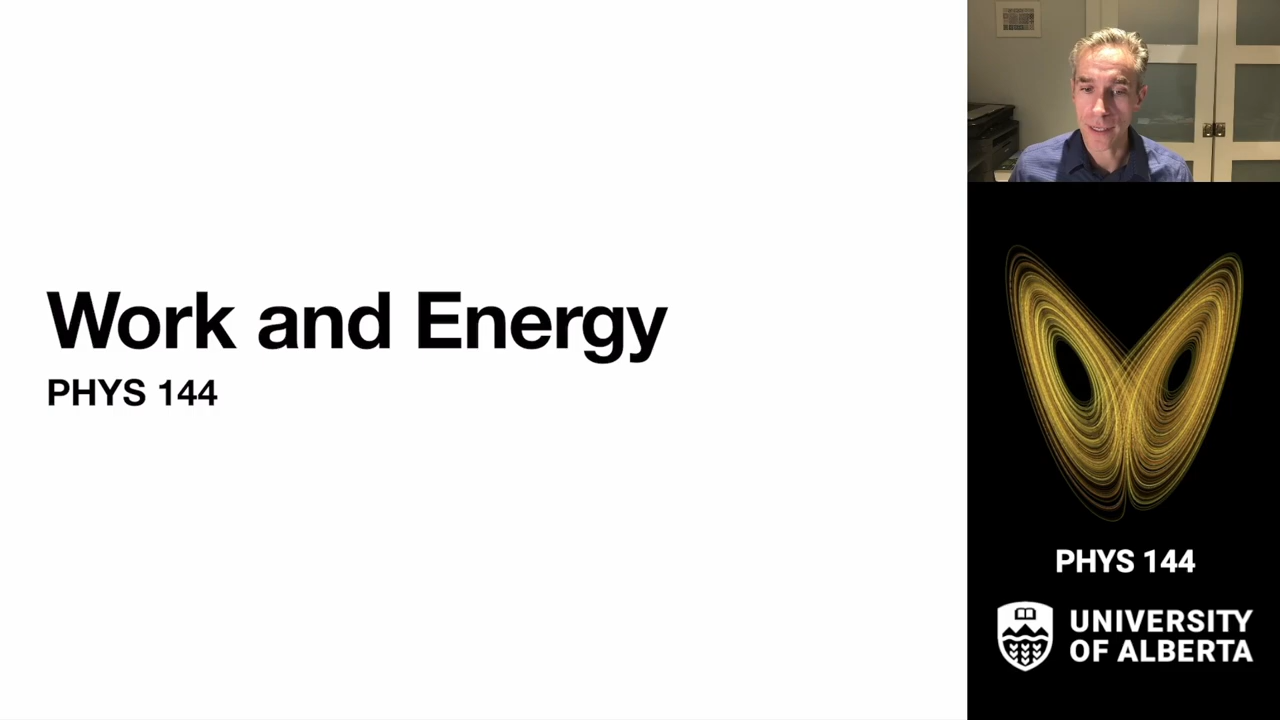 Work and Energy
PHYS 144
PHYS 144
UNIVERSITY
OF ALBERTA